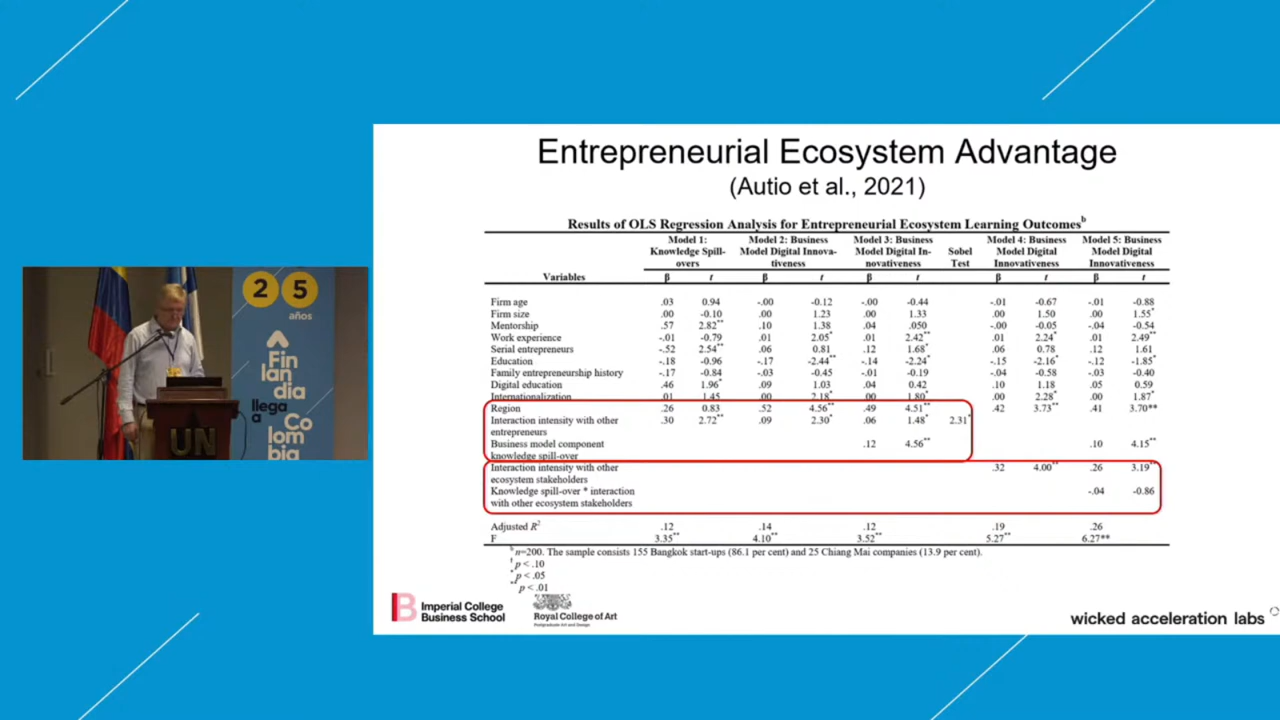 25
años
Fin
lan
dia
llega
a
Co
lom
bia
UN
Entrepreneurial Ecosystem Advantage
(Autio et al., 2021)
Results of OLS Regression Analysis for Entrepreneurial Ecosystem Learning Outcomes^b
Variables Model 1: Knowledge Spill-overs Model 2: Business Model Digital Innova-tiveness Model 3: Business Model Digital In-novativeness Sobel Test Model 4: Business Model Digital Innovativeness Model 5: Business Model Digital Innovativeness
β t β t β t β t β t
Firm age .03 0.94 -.00 -0.12 -.00 -0.44 -.01 -0.67 -.01 -0.88
Firm size .00 -0.10 .00 1.23 .00 1.33 .00 1.50 .00 1.55*
Mentorship .57 2.82** .10 1.38 .04 .050 -.00 -0.05 -.04 -0.54
Work experience -.01 -0.79 .01 2.05* .01 2.42** .01 2.24* .01 2.49**
Serial entrepreneurs -.52 2.54** .06 0.81 .12 1.68* .06 0.78 .12 1.61
Education -.18 -0.96 -.17 -2.44** -.14 -2.24* -.15 -2.16* -.12 -1.85*
Family entrepreneurship history -.17 -0.84 -.03 -0.45 -.01 -0.19 -.04 -0.58 -.03 -0.40
Digital education .46 1.96* .09 1.03 .04 0.42 .10 1.18 .05 0.59
Internationalization .01 1.45 .00 2.18* .00 1.80* .00 2.28* .00 1.87*
Region .26 0.83 .52 4.56** .49 4.51** .42 3.73** .41 3.70**
Interaction intensity with other entrepreneurs .30 2.72** .09 2.30* .06 1.48* 2.31*
Business model component knowledge spill-over .12 4.56** .10 4.15**
Interaction intensity with other ecosystem stakeholders .32 4.00** .26 3.19**
Knowledge spill-over * interaction with other ecosystem stakeholders -.04 -0.86
Adjusted R² .12 .14 .12 .19 .26
F 3.35** 4.10** 3.52** 5.27** 6.27**
^b n=200. The sample consists 155 Bangkok start-ups (86.1 per cent) and 25 Chiang Mai companies (13.9 per cent).
† p < .10
* p < .05
** p < .01
Imperial College
Business School
Royal College of Art
Postgraduate Art and Design
wicked acceleration labs